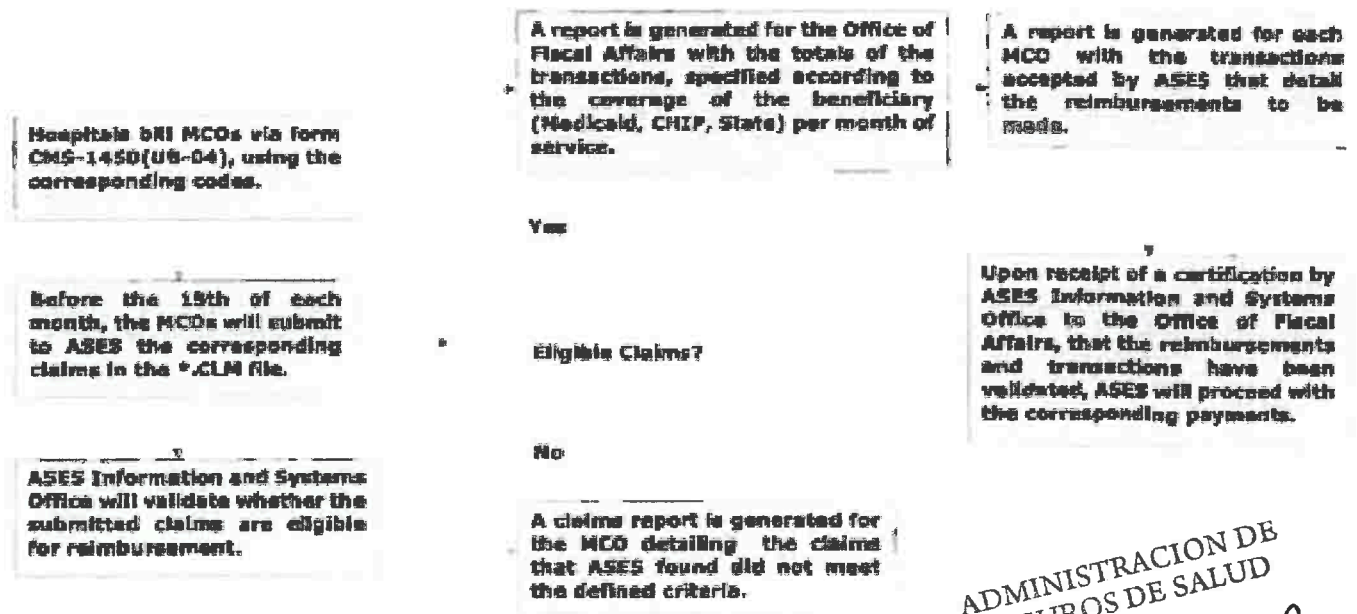 Hospitals bill MCOs via form
CMS-1450(UB-04), using the
corresponding codes.
Before the 15th of each
month, the MCOs will submit
to ASES the corresponding
claims in the *.CLM file.
ASES Information and Systems
Office will validate whether the
submitted claims are eligible
for reimbursement.
A report is generated for the Office of
Fiscal Affairs with the totals of the
transactions, specified according to
the coverage of the beneficiary
(Medicaid, CHIP, State) per month of
service.
Yes
Eligible Claims?
No
A claims report is generated for
the MCO detailing the claims
that ASES found did not meet
the defined criteria.
A report is generated for each
MCO with the transactions
accepted by ASES that detail
the reimbursements to be
made.
Upon receipt of a certification by
ASES Information and Systems
Office to the Office of Fiscal
Affairs, that the reimbursements
and transactions have been
validated, ASES will proceed with
the corresponding payments.
ADMINISTRACION DE
DE SALUD